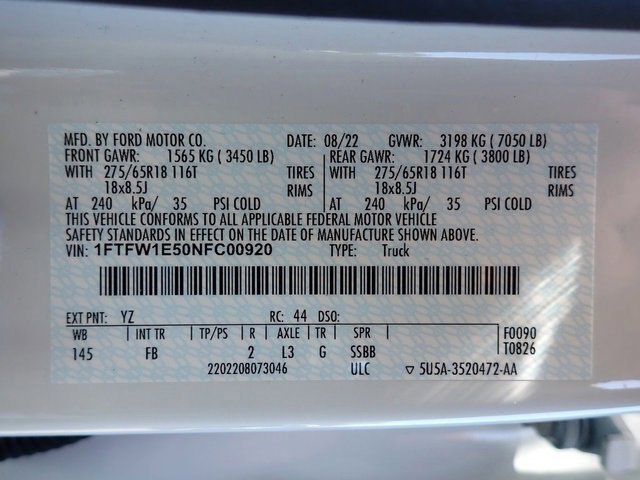 MFD. BY FORD MOTOR CO. DATE: 08/22 GVWR: 3198 KG ( 7050 LB)
FRONT GAWR: 1565 KG ( 3450 LB) REAR GAWR: 1724 KG ( 3800 LB)
WITH 275/65R18 116T TIRES WITH 275/65R18 116T TIRES
18x8.5J RIMS 18x8.5J RIMS
AT 240 kPa/ 35 PSI COLD AT 240 kPa/ 35 PSI COLD
THIS VEHICLE CONFORMS TO ALL APPLICABLE FEDERAL MOTOR VEHICLE
SAFETY STANDARDS IN EFFECT ON THE DATE OF MANUFACTURE SHOWN ABOVE.
VIN: 1FTFW1E50NFC00920 TYPE: Truck
EXT PNT: YZ RC: 44 DSO:
WB INT TR TP/PS R AXLE TR SPR F0090
145 FB 2 L3 G SSBB T0826
2202208073046 ULC ▽ 5U5A-3520472-AA